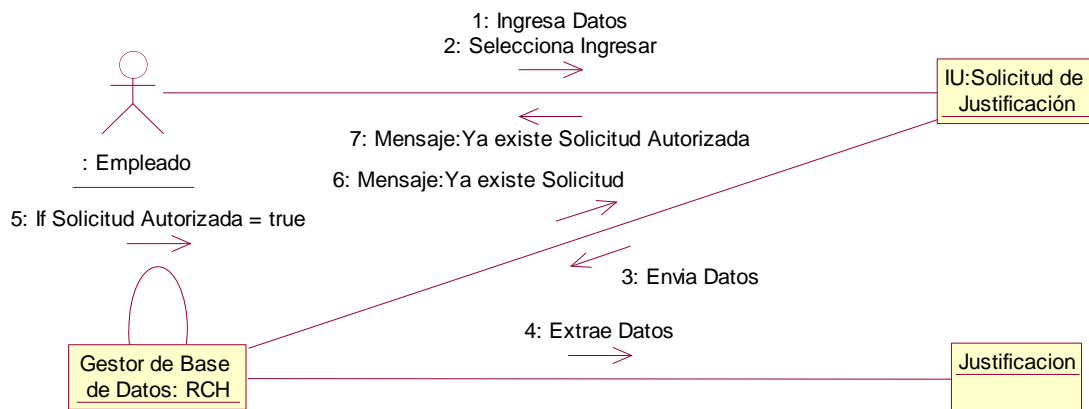 1: Ingresa Datos
2: Selecciona Ingresar
IU:Solicitud de
Justificación
7: Mensaje:Ya existe Solicitud Autorizada
: Empleado
6: Mensaje:Ya existe Solicitud
5: If Solicitud Autorizada = true
3: Envia Datos
4: Extrae Datos
Gestor de Base
de Datos: RCH
Justificacion